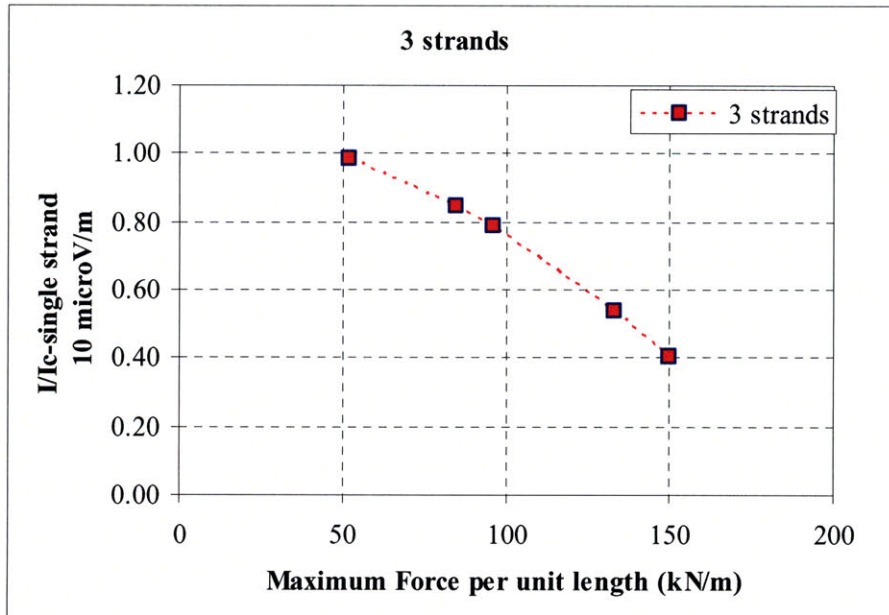 3 strands
3 strands
I/Ic-single strand
10 microV/m
1.20
1.00
0.80
0.60
0.40
0.20
0.00
0 50 100 150 200
Maximum Force per unit length (kN/m)